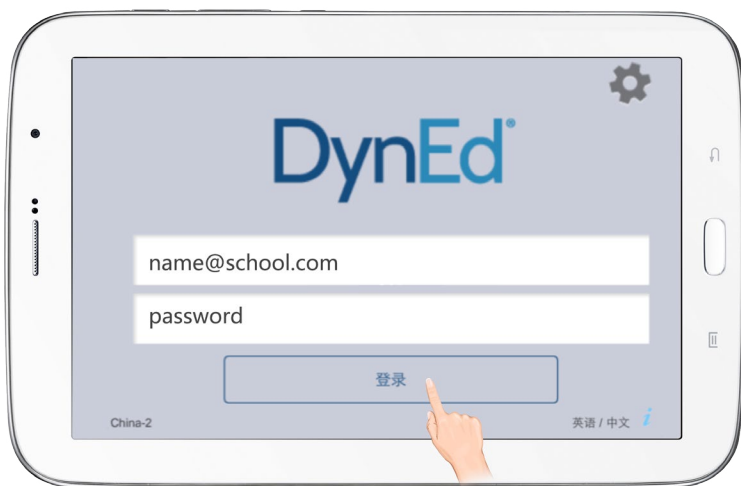 DynEd®
name@school.com
password
登录
China-2
英语 / 中文